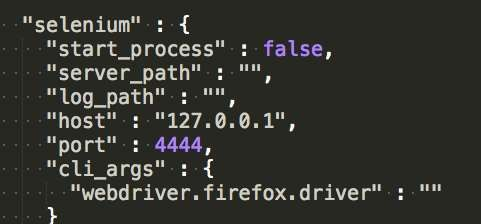 "selenium" : {
"start_process" : false,
"server_path" : "",
"log_path" : "",
"host" : "127.0.0.1",
"port" : 4444,
"cli_args" : {
"webdriver.firefox.driver" : ""
}